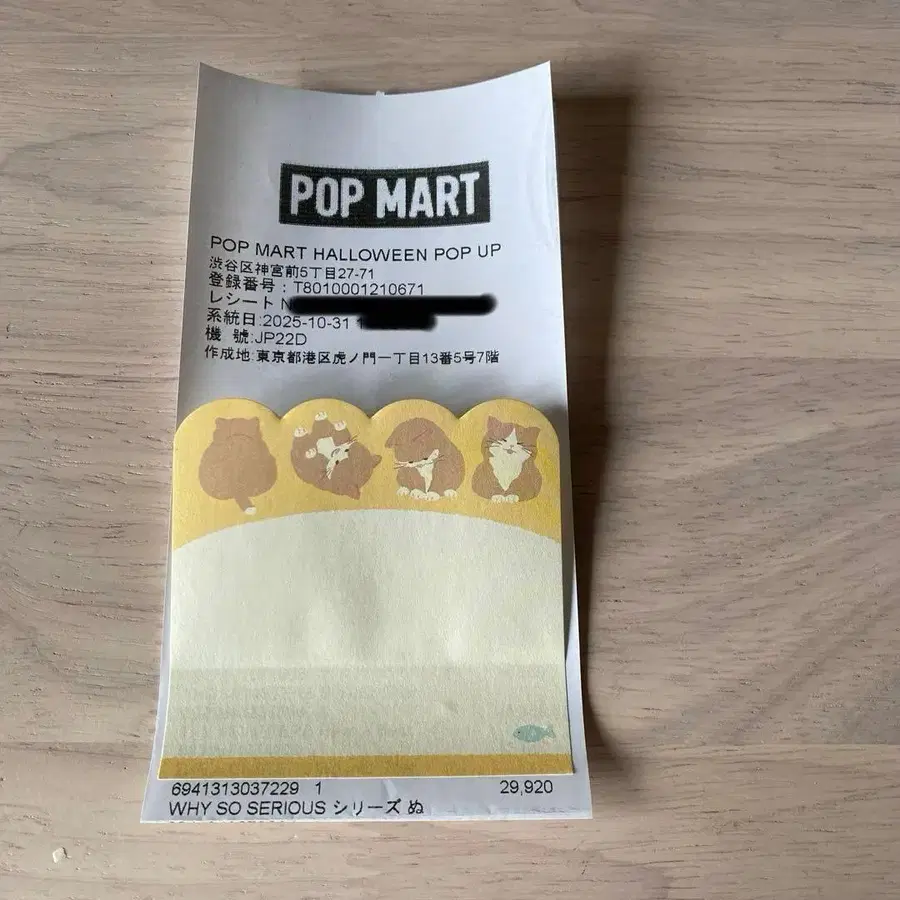 POP MART
POP MART HALLOWEEN POP UP
渋谷区神宮前5丁目27-71
登録番号：T8010001210671
レシート N
系統日:2025-10-31 1
機 號:JP22D
作成地:東京都港区虎ノ門一丁目13番5号7階
6941313037229 1 29,920
WHY SO SERIOUS シリーズ ぬ